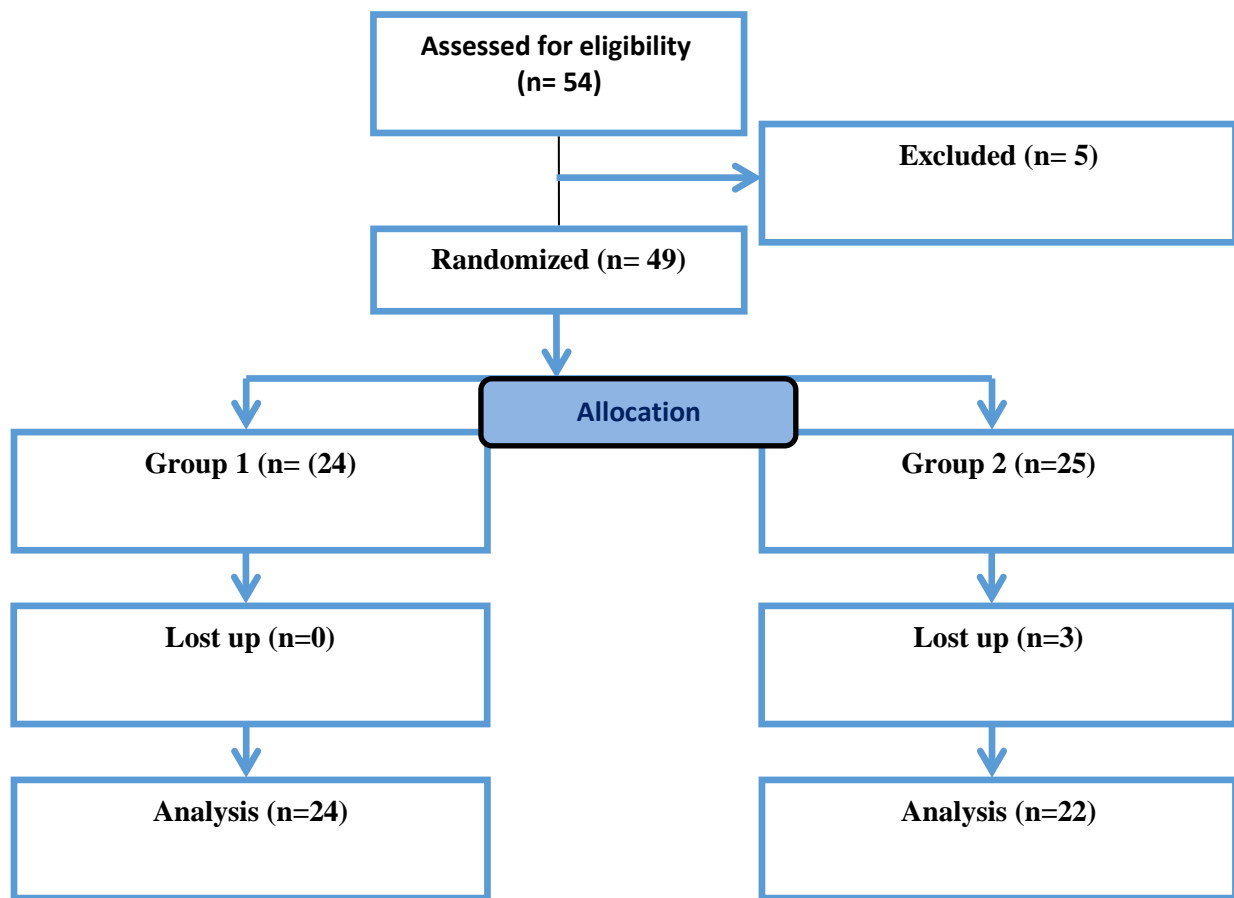 Assessed for eligibility
(n= 54)
Excluded (n= 5)
Randomized (n= 49)
Allocation
Group 1 (n= (24)
Group 2 (n=25)
Lost up (n=0)
Lost up (n=3)
Analysis (n=24)
Analysis (n=22)